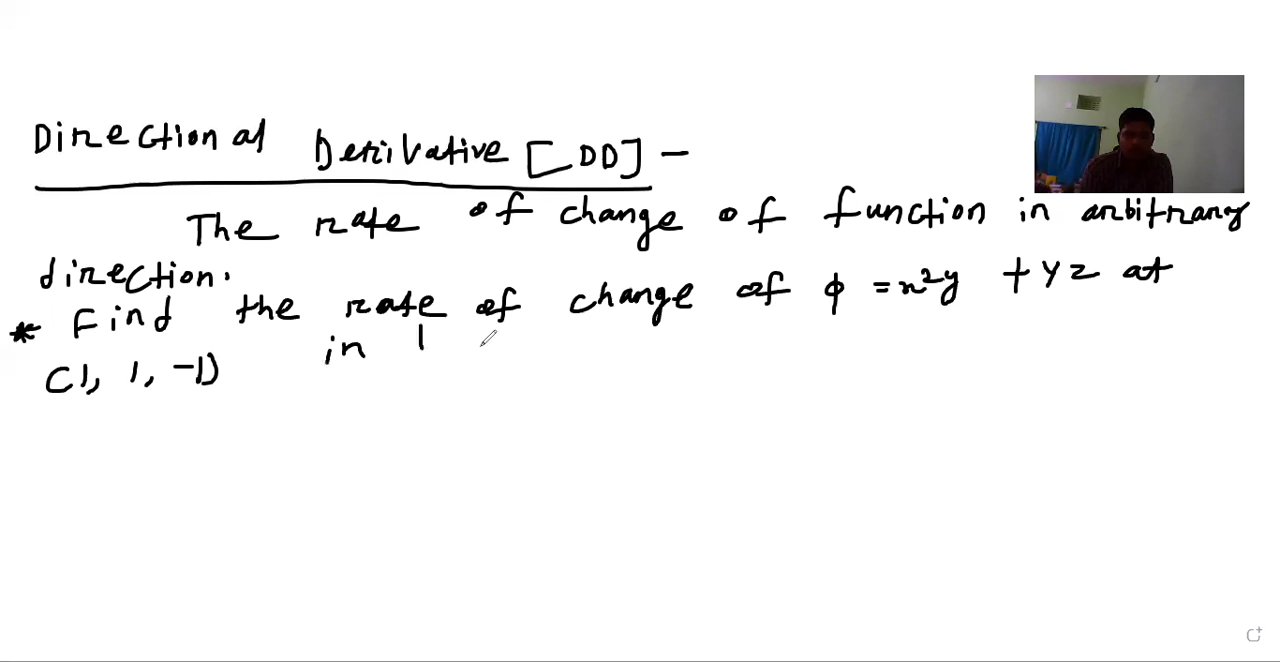 Directional Derivative [DD] -
The rate of change of function in arbitrary
direction.
* Find the rate of change of ϕ = x²y + yz at
(1, 1, -1) in 1